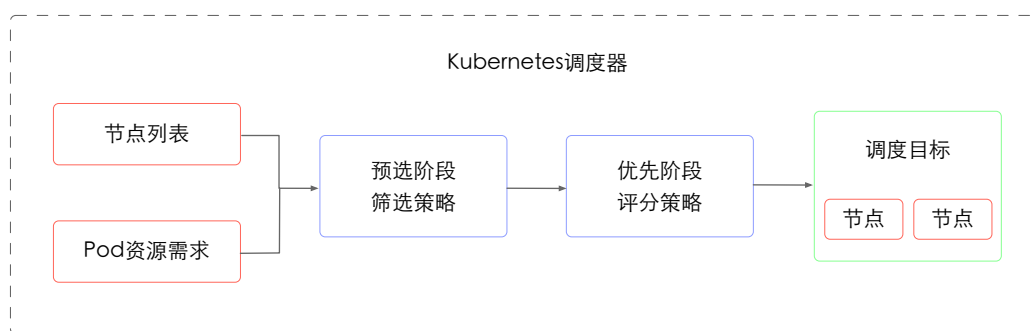 Kubernetes调度器
节点列表
Pod资源需求
预选阶段
筛选策略
优先阶段
评分策略
调度目标
节点
节点